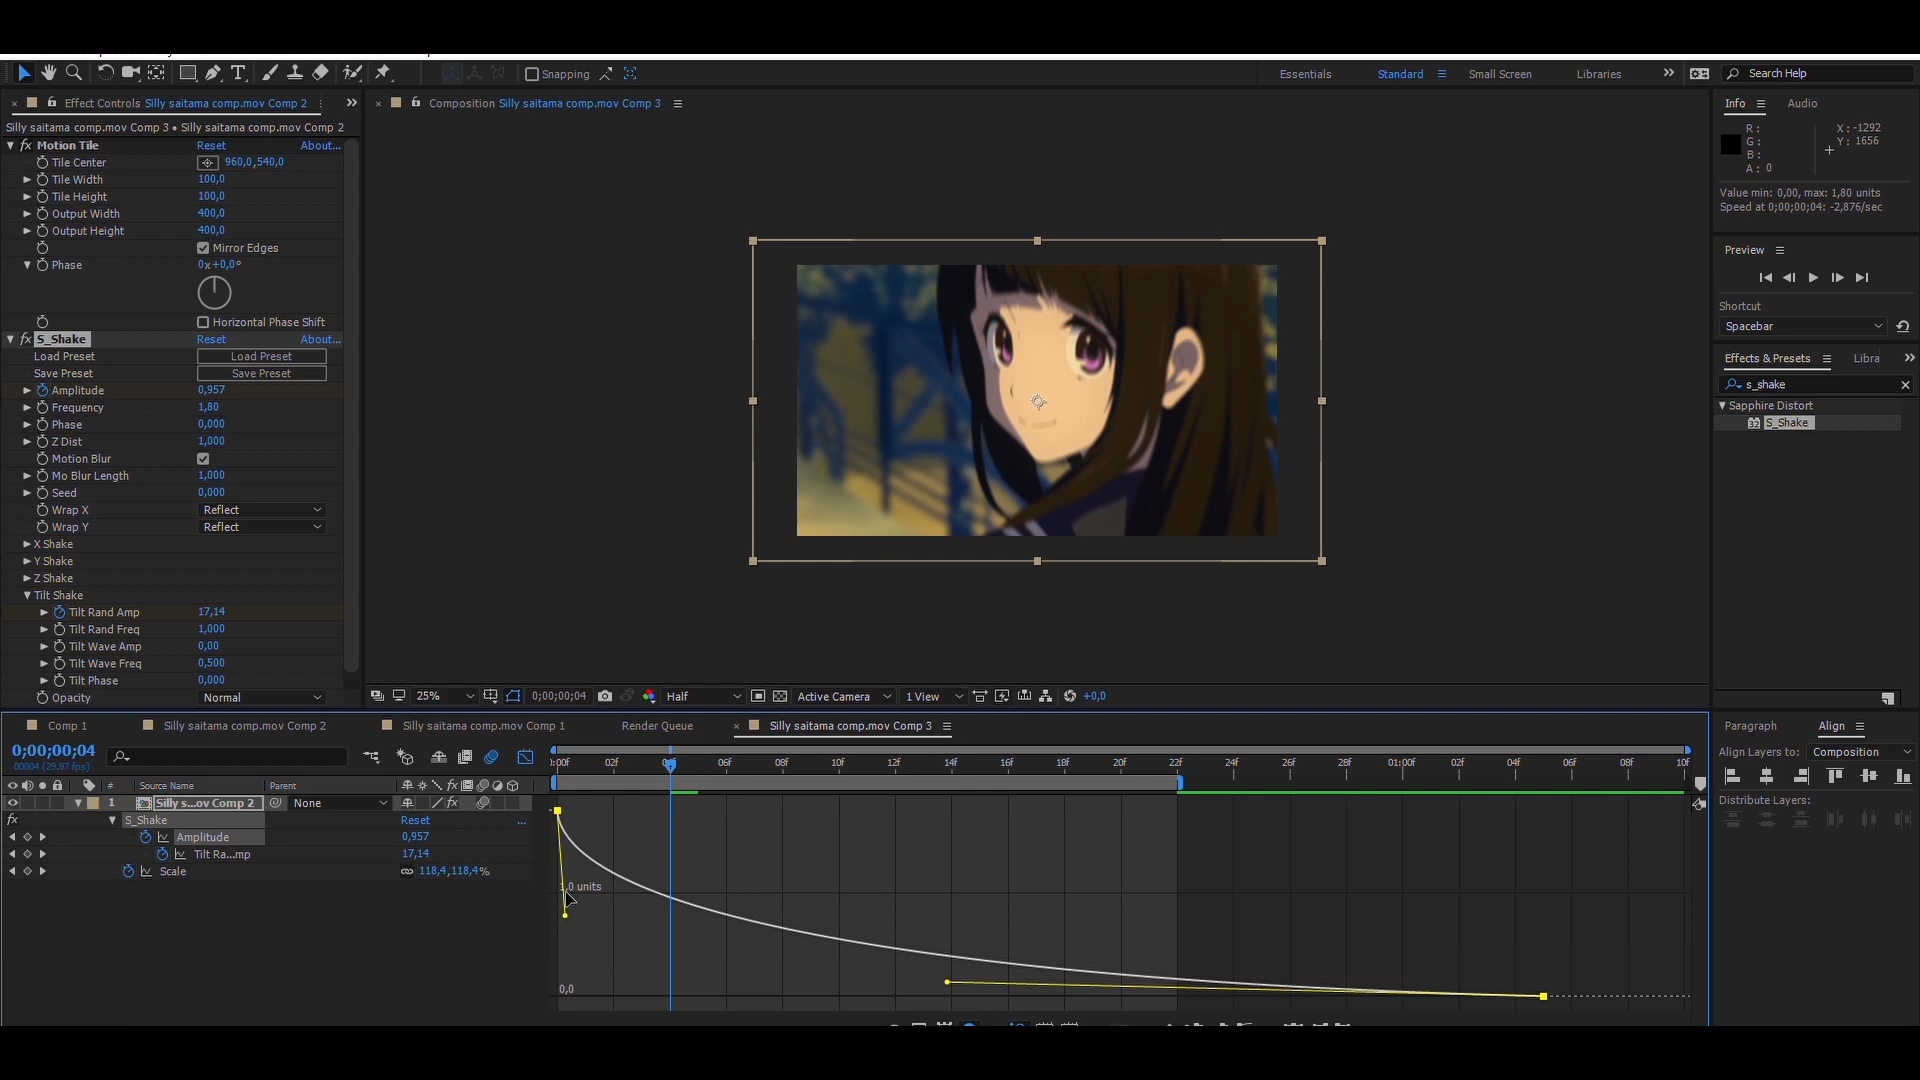 Snapping
Essentials
Standard
Small Screen
Libraries
Search Help
Effect Controls Silly saitama comp.mov Comp 2
Composition Silly saitama comp.mov Comp 3
Info
Audio
Silly saitama comp.mov Comp 3 • Silly saitama comp.mov Comp 2
R:
G:
B:
A: 0
X: -1292
Y: 1656
Value min: 0,00, max: 1,80 units
Speed at 0;00;00;04: -2,876/sec
Motion Tile Reset About...
Tile Center 960,0,540,0
Tile Width 100,0
Tile Height 100,0
Output Width 400,0
Output Height 400,0
Mirror Edges
Phase 0x+0,0°
Horizontal Phase Shift
S_Shake Reset About...
Load Preset Load Preset
Save Preset Save Preset
Amplitude 0,957
Frequency 1,80
Phase 0,000
Z Dist 1,000
Motion Blur
Mo Blur Length 1,000
Seed 0,000
Wrap X Reflect
Wrap Y Reflect
X Shake
Y Shake
Z Shake
Tilt Shake
Tilt Rand Amp 17,14
Tilt Rand Freq 1,000
Tilt Wave Amp 0,00
Tilt Wave Freq 0,500
Tilt Phase 0,000
Opacity Normal
Preview
Shortcut
Spacebar
Effects & Presets
Libra
s_shake
Sapphire Distort
32 S_Shake
25% 0;00;00;04 Half Active Camera 1 View +0,0
Comp 1
Silly saitama comp.mov Comp 2
Silly saitama comp.mov Comp 1
Render Queue
Silly saitama comp.mov Comp 3
0;00;00;04
00004 (29.97 fps)
# Source Name Parent
1 Silly s...ov Comp 2 None
fx S_Shake Reset ...
Amplitude 0,957
Tilt Ra...mp 17,14
Scale 118,4,118,4%
:00f 02f 06f 08f 10f 12f 14f 16f 18f 20f 22f 24f 26f 28f 01:00f 02f 04f 06f 08f 10f
,0 units
0,0
Paragraph
Align
Align Layers to: Composition
Distribute Layers: